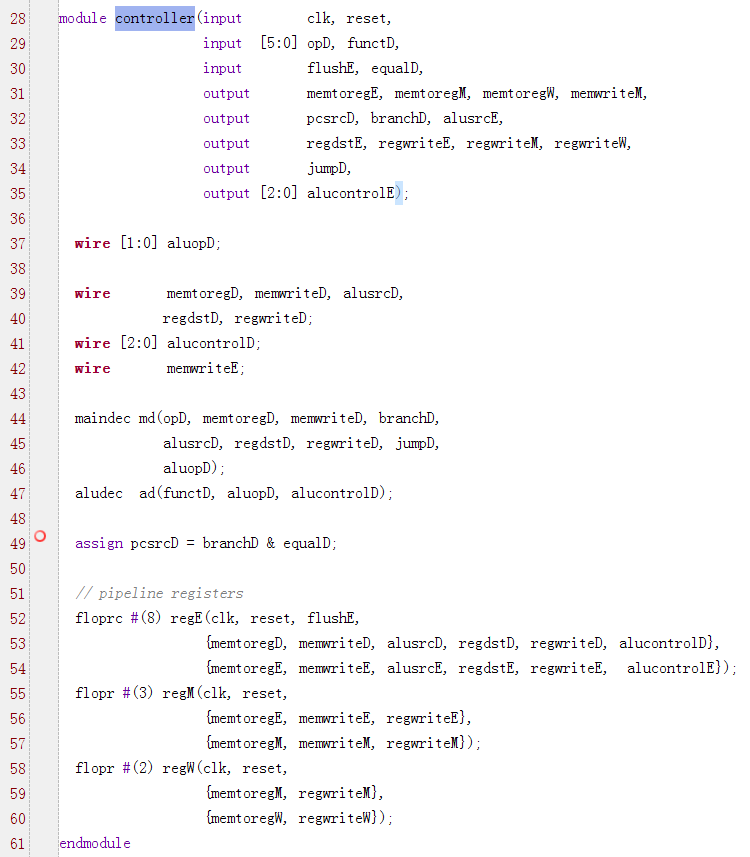 28 module controller(input        clk, reset,
29                   input  [5:0] opD, functD,
30                   input        flushE, equalD,
31                   output       memtoregE, memtoregM, memtoregW, memwriteM,
32                   output       pcsrcD, branchD, alusrcE,
33                   output       regdstE, regwriteE, regwriteM, regwriteW,
34                   output       jumpD,
35                   output [2:0] alucontrolE);
36
37   wire [1:0] aluopD;
38
39   wire       memtoregD, memwriteD, alusrcD,
40              regdstD, regwriteD;
41   wire [2:0] alucontrolD;
42   wire       memwriteE;
43
44   maindec md(opD, memtoregD, memwriteD, branchD,
45              alusrcD, regdstD, regwriteD, jumpD,
46              aluopD);
47   aludec  ad(functD, aluopD, alucontrolD);
48
49   assign pcsrcD = branchD & equalD;
50
51   // pipeline registers
52   floprc #(8) regE(clk, reset, flushE,
53                   {memtoregD, memwriteD, alusrcD, regdstD, regwriteD, alucontrolD},
54                   {memtoregE, memwriteE, alusrcE, regdstE, regwriteE,  alucontrolE});
55   flopr #(3) regM(clk, reset,
56                   {memtoregE, memwriteE, regwriteE},
57                   {memtoregM, memwriteM, regwriteM});
58   flopr #(2) regW(clk, reset,
59                   {memtoregM, regwriteM},
60                   {memtoregW, regwriteW});
61 endmodule